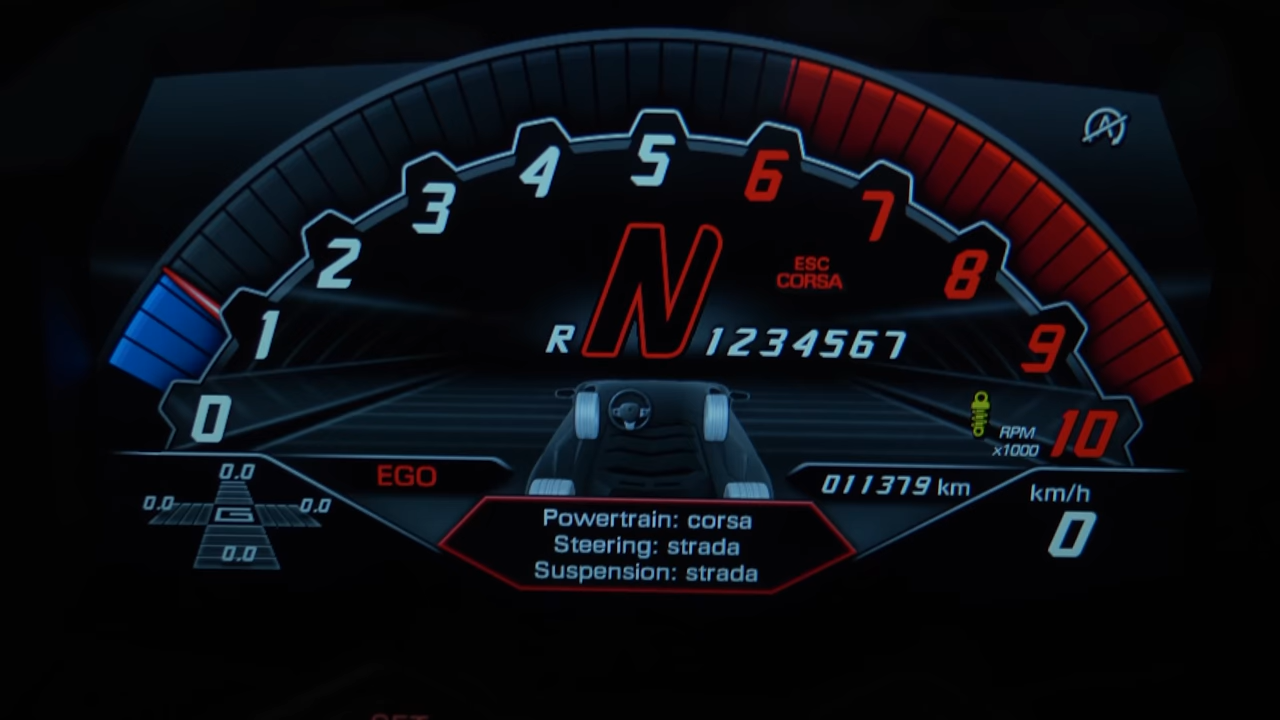 0
1
2
3
4
5
6
7
8
9
10
A
N
ESC
CORSA
R
1234567
RPM
x1000
EGO
011379 km
km/h
0
0.0
0.0
G
0.0
0.0
Powertrain: corsa
Steering: strada
Suspension: strada